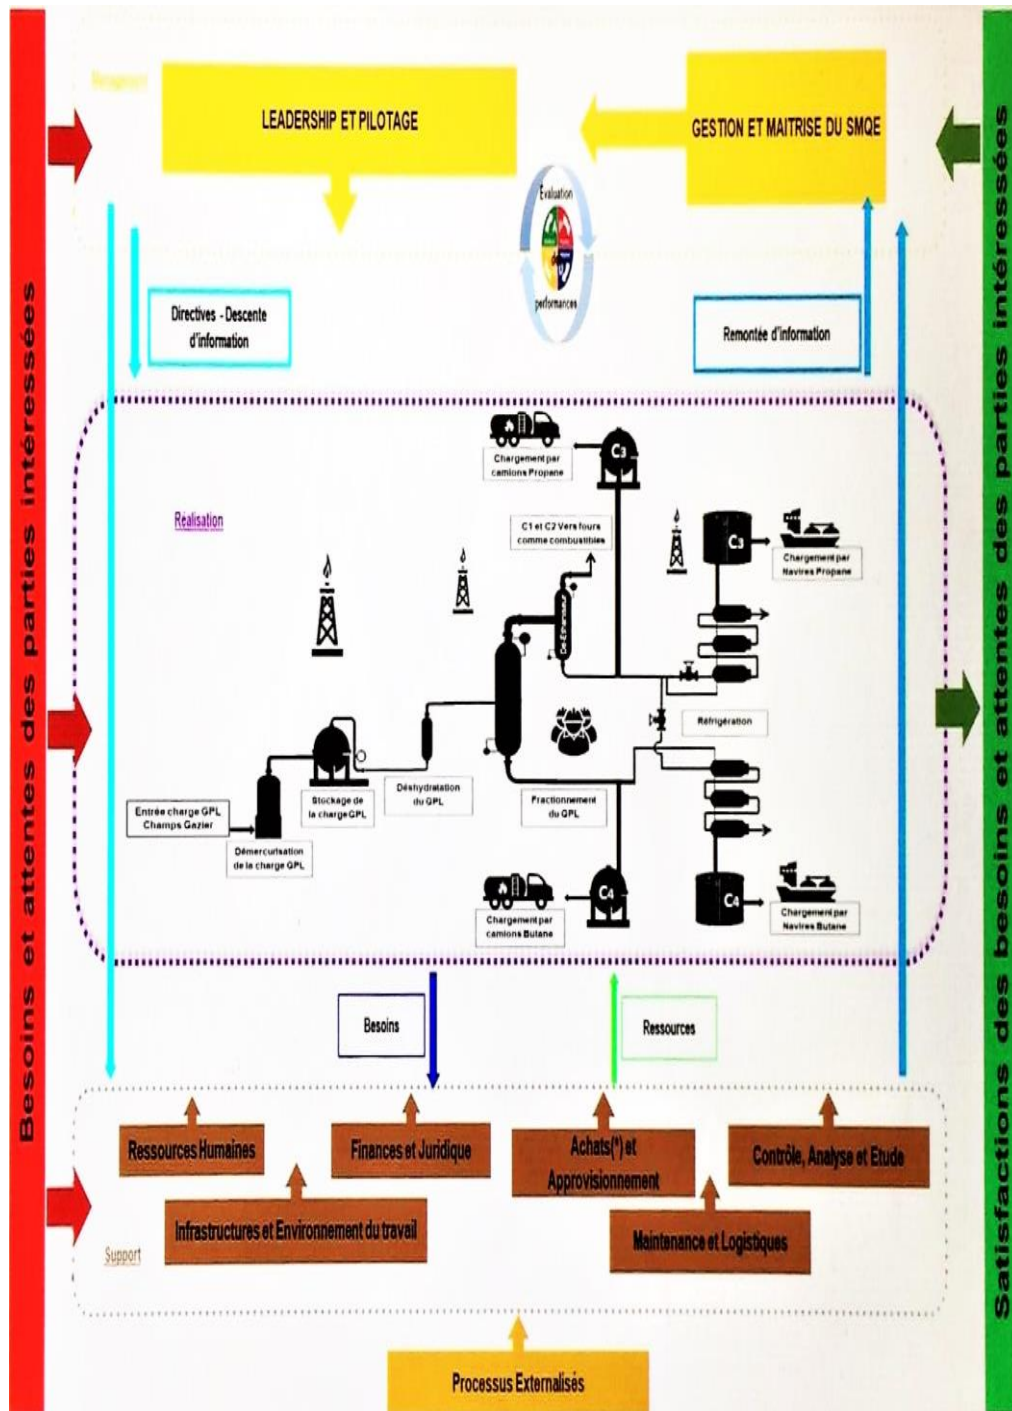 Management
LEADERSHIP ET PILOTAGE
GESTION ET MAITRISE DU SMQE
Évaluation
performances
Directives - Descente
d'information
Remontée d'information
Besoins et attentes des parties intéressées
Satisfactions des besoins et attentes des parties intéressées
Réalisation
C3
Chargement par
camions Propane
C1 et C2 Vers fours
comme combustibles
De-Ethaniseur
C3
Chargement par
Navires Propane
Réfrigération
Entrée charge GPL
Champs Gazier
Démercurisation
de la charge GPL
Stockage de
la charge GPL
Déshydratation
du GPL
Fractionnement
du GPL
C4
Chargement par
camions Butane
C4
Chargement par
Navires Butane
Besoins
Ressources
Ressources Humaines
Finances et Juridique
Achats(*) et
Approvisionnement
Contrôle, Analyse et Etude
Infrastructures et Environnement du travail
Maintenance et Logistiques
Support
Processus Externalisés